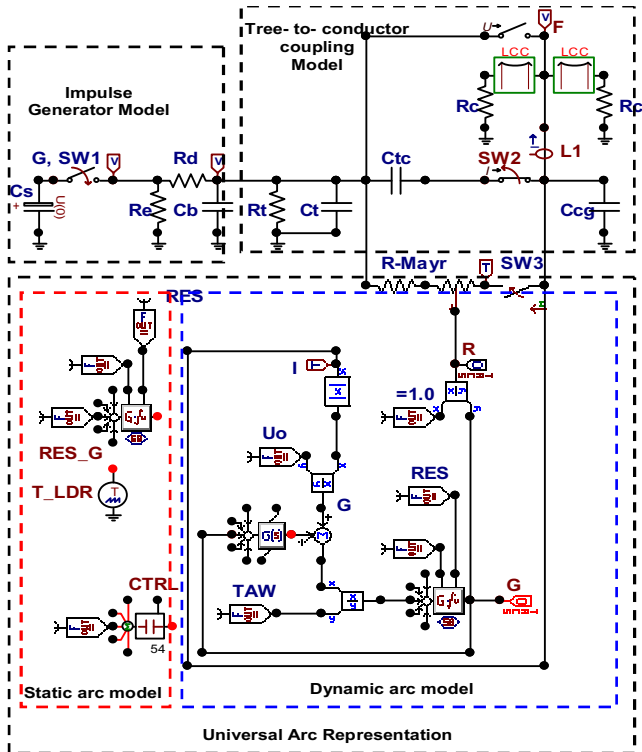 Tree- to- conductor
coupling
Model
U
V
F
LCC
LCC
Rc
Rc
Impulse
Generator Model
G, SW1
V
Rd
V
Cs
+
U(0)
Re
Cb
Rt
Ct
Ctc
I
SW2
I
L1
Ccg
R-Mayr
T
SW3
RES
RES_G
T_LDR
T
CTRL
54
Static arc model
I
T
|x|
Uo
G
G(s)
TAW
R
=1.0
RES
G
Dynamic arc model
Universal Arc Representation